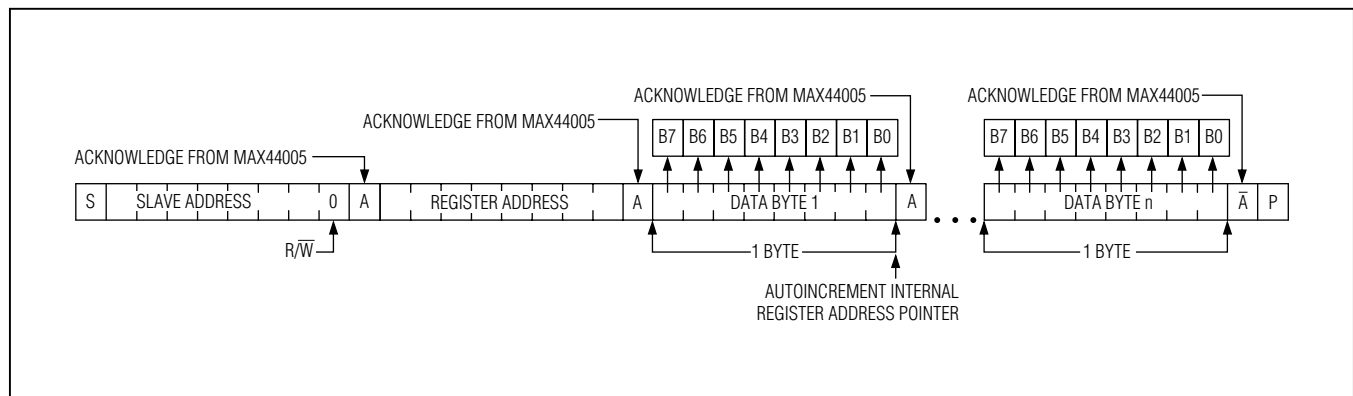 ACKNOWLEDGE FROM MAX44005
ACKNOWLEDGE FROM MAX44005
B7 B6 B5 B4 B3 B2 B1 B0
B7 B6 B5 B4 B3 B2 B1 B0
ACKNOWLEDGE FROM MAX44005
ACKNOWLEDGE FROM MAX44005
S SLAVE ADDRESS 0 A REGISTER ADDRESS A DATA BYTE 1 A • • • DATA BYTE n A̅ P
R/W̅
1 BYTE
1 BYTE
AUTOINCREMENT INTERNAL
REGISTER ADDRESS POINTER